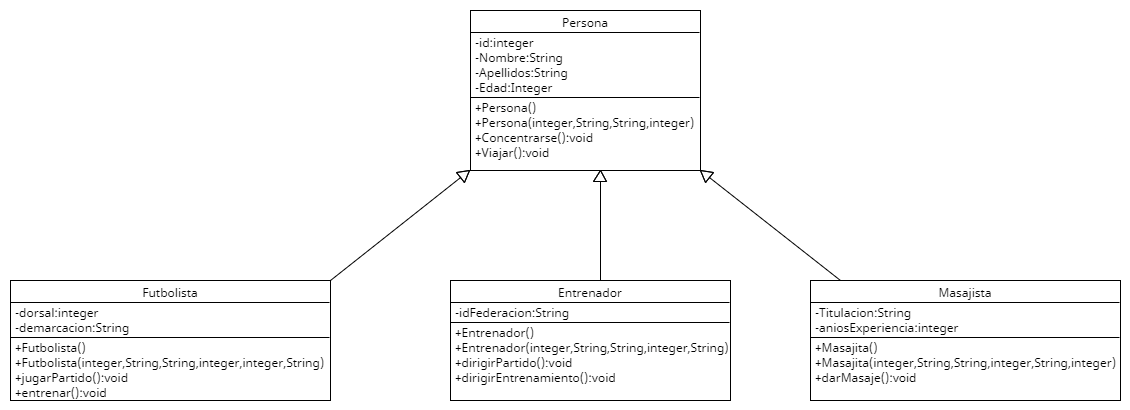 Persona
-id:integer
-Nombre:String
-Apellidos:String
-Edad:Integer
+Persona()
+Persona(integer,String,String,integer)
+Concentrarse():void
+Viajar():void
Futbolista
-dorsal:integer
-demarcacion:String
+Futbolista()
+Futbolista(integer,String,String,integer,integer,String)
+jugarPartido():void
+entrenar():void
Entrenador
-idFederacion:String
+Entrenador()
+Entrenador(integer,String,String,integer,String)
+dirigirPartido():void
+dirigirEntrenamiento():void
Masajista
-Titulacion:String
-aniosExperiencia:integer
+Masajita()
+Masajita(integer,String,String,integer,String,integer)
+darMasaje():void